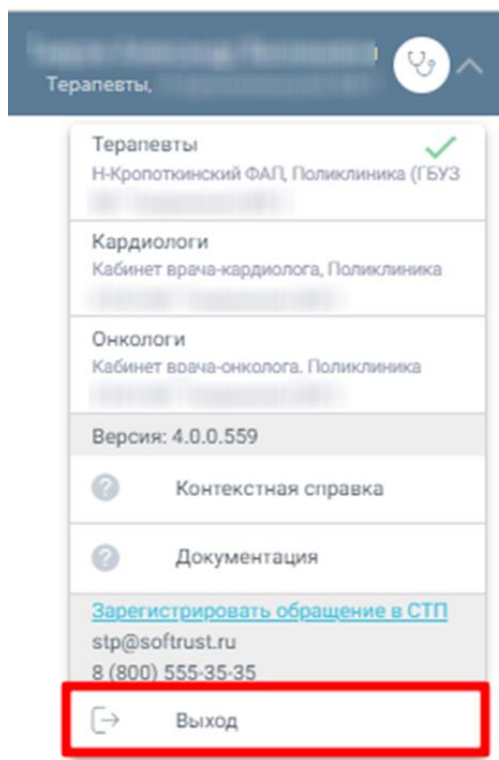 Терапевты,
Терапевты
Н-Кропоткинский ФАП, Поликлиника (ГБУЗ
Кардиологи
Кабинет врача-кардиолога, Поликлиника
Онкологи
Кабинет врача-онколога. Поликлиника
Версия: 4.0.0.559
Контекстная справка
Документация
Зарегистрировать обращение в СТП
stp@softrust.ru
8 (800) 555-35-35
Выход